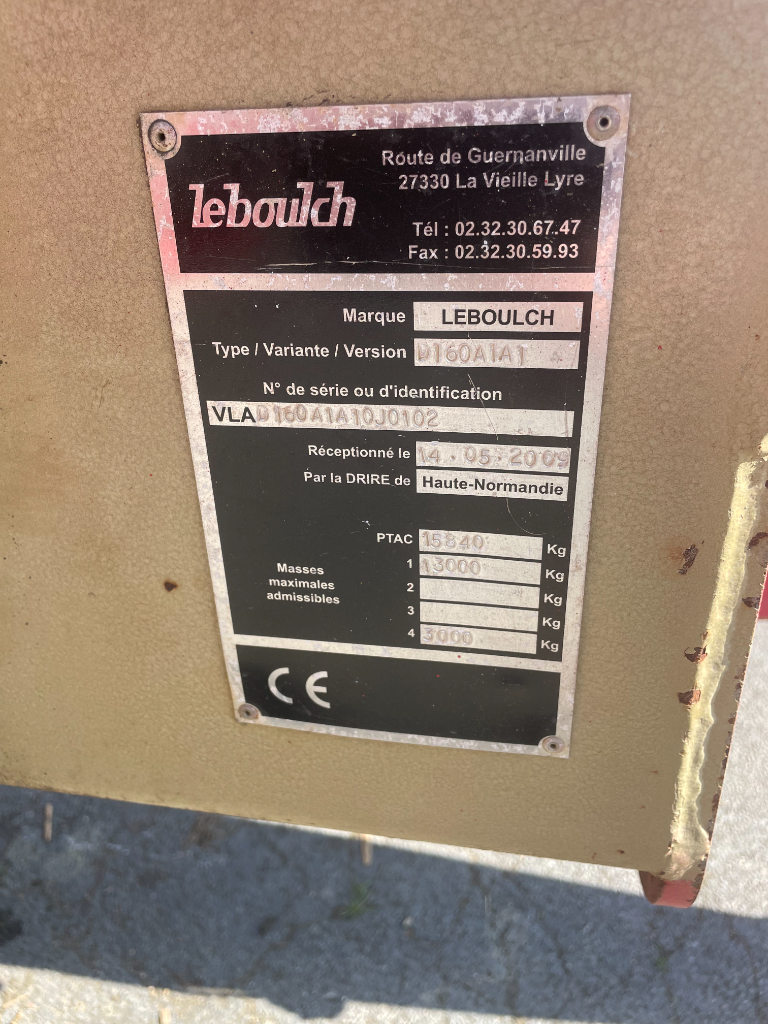 leboulch
Route de Guernanville
27330 La Vieille Lyre
Tél : 02.32.30.67.47
Fax : 02.32.30.59.93
Marque LEBOULCH
Type / Variante / Version D160A1A1
N° de série ou d'identification
VLAD160A1A10J0102
Réceptionné le 14.05.2009
Par la DRIRE de Haute-Normandie
PTAC 15840 Kg
Masses maximales admissibles
1 13000 Kg
2 Kg
3 Kg
4 3000 Kg
CE